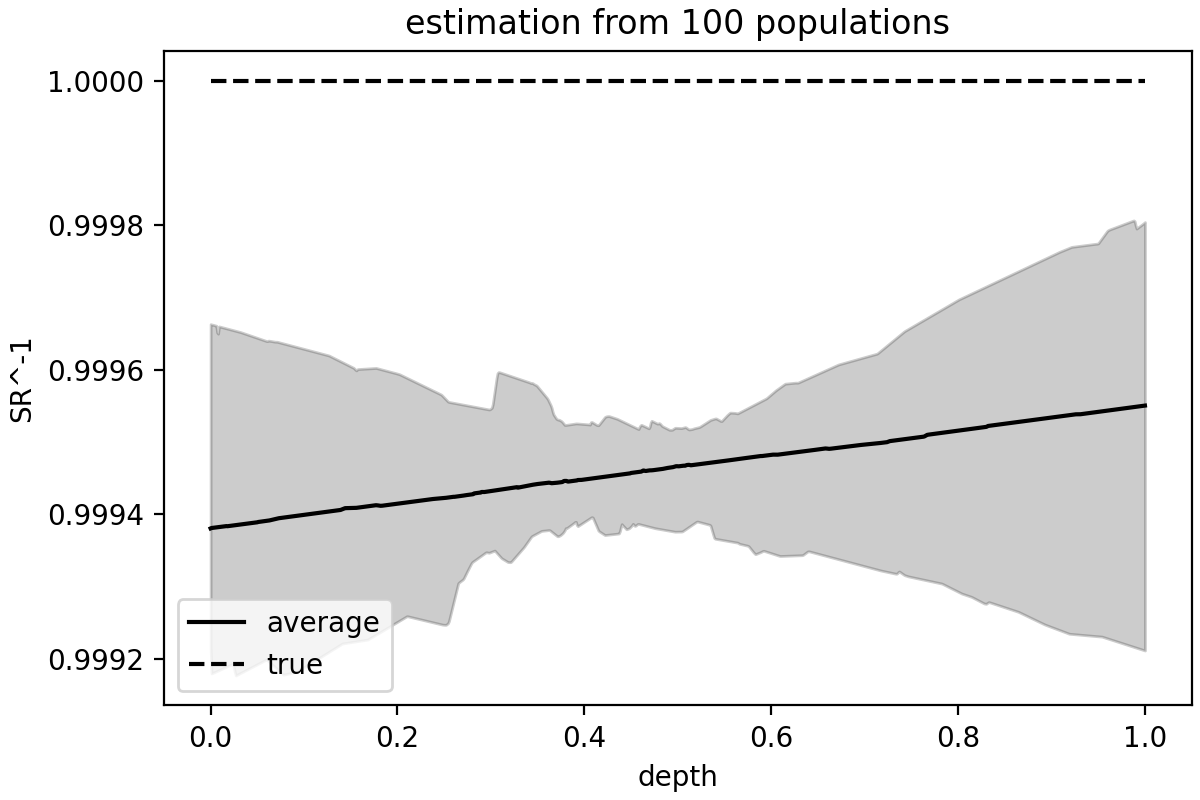 estimation from 100 populations
SR^-1
1.0000
0.9998
0.9996
0.9994
0.9992
average
true
0.0 0.2 0.4 0.6 0.8 1.0
depth